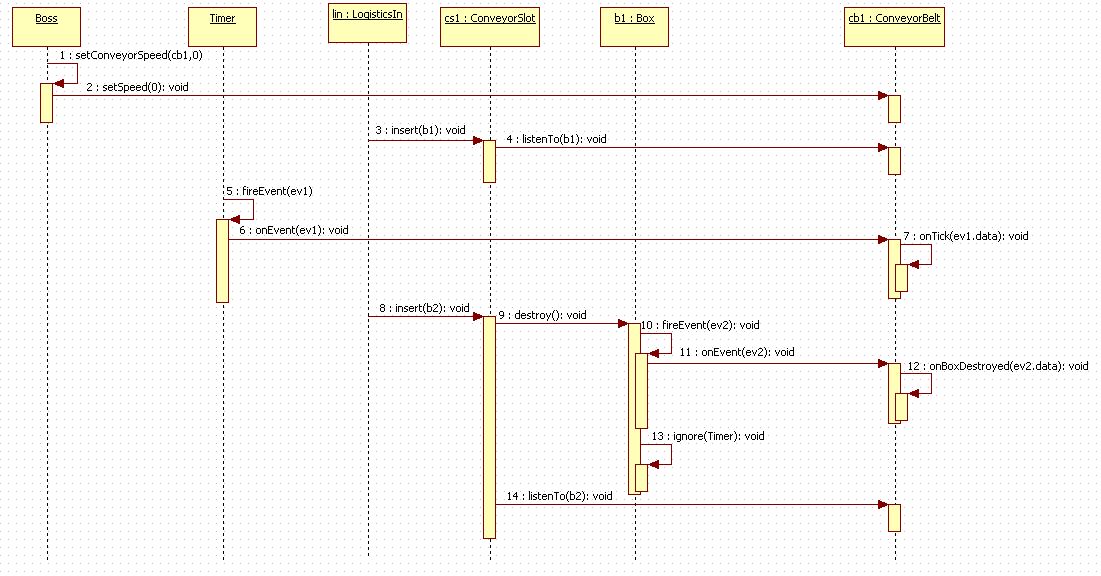 Boss
Timer
lin : LogisticsIn
cs1 : ConveyorSlot
b1 : Box
cb1 : ConveyorBelt
1 : setConveyorSpeed(cb1,0)
2 : setSpeed(0): void
3 : insert(b1): void
4 : listenTo(b1): void
5 : fireEvent(ev1)
6 : onEvent(ev1): void
7 : onTick(ev1.data): void
8 : insert(b2): void
9 : destroy(): void
10 : fireEvent(ev2): void
11 : onEvent(ev2): void
12 : onBoxDestroyed(ev2.data): void
13 : ignore(Timer): void
14 : listenTo(b2): void